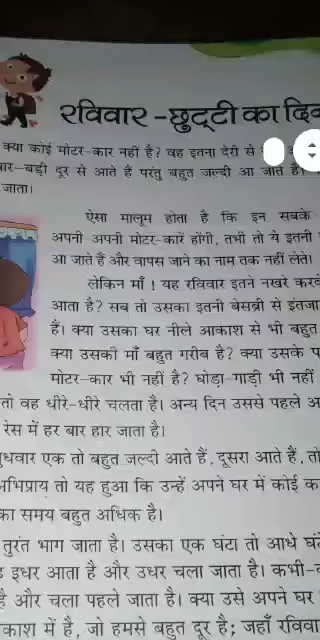 रविवार-छुट्टी का दिन
क्या कोई मोटर-कार नहीं है? वह इतना देरी से
बड़ी दूर से आते हैं परंतु बहुत जल्दी आ जाते हैं।
जाता।
ऐसा मालूम होता है कि इन सबके
अपनी अपनी मोटर-कारें होंगी, तभी तो ये इतनी
आ जाते हैं और वापस जाने का नाम तक नहीं लेते।
लेकिन माँ ! यह रविवार इतने नखरे
आता है? सब तो उसका इतनी बेसब्री से
हैं। क्या उसका घर नीले आकाश से भी बहुत
क्या उसकी माँ बहुत गरीब है? क्या उसके
मोटर-कार भी नहीं है? घोड़ा-गाड़ी भी नहीं
तो वह धीरे-धीरे चलता है। अन्य दिन उससे पहले
रेस में हर बार हार जाता है।
एक तो बहुत जल्दी आते हैं, दूसरा आते हैं, तो
तो यह हुआ कि उन्हें अपने घर में कोई
का समय बहुत अधिक है।
तुरंत भाग जाता है। उसका एक घंटा तो आधे
इधर आता है और उधर चला जाता है। कभी-
है और चला पहले जाता है। क्या उसे अपने घर
में है, जो हमसे बहुत दूर है; जहाँ